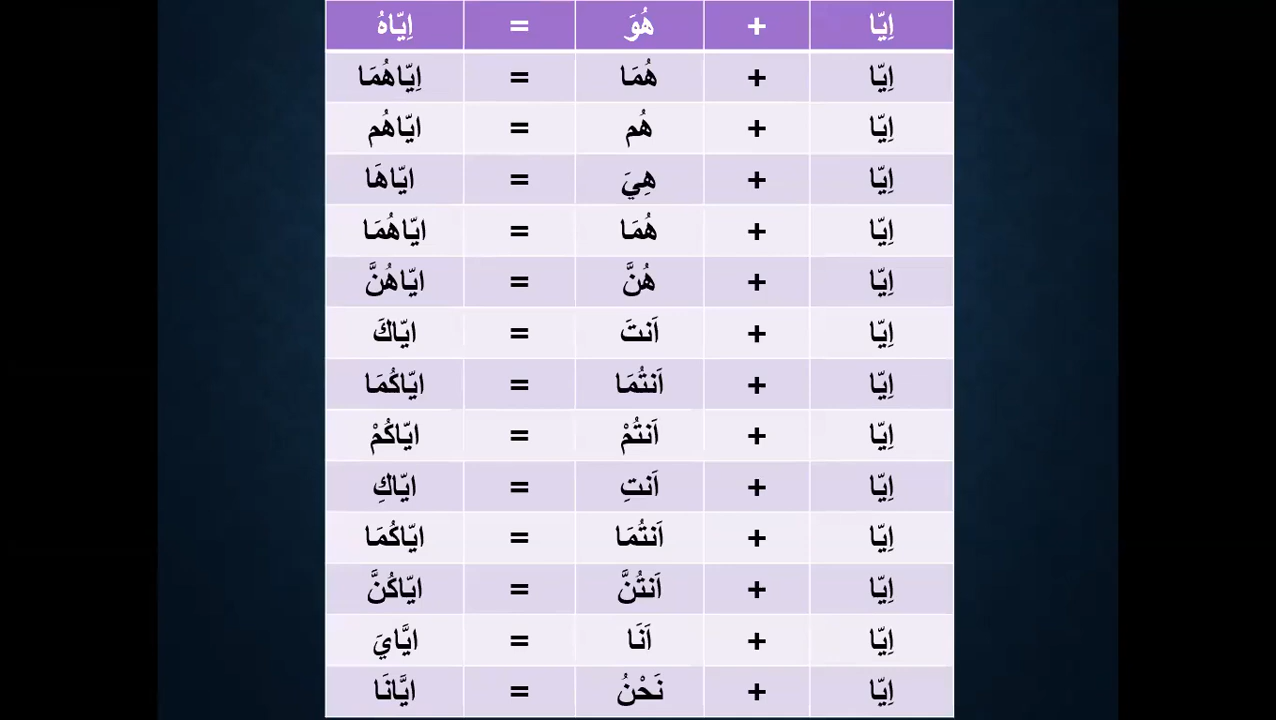 اِيّا + هُوَ = اِيّاهُ
اِيّا + هُمَا = اِيّاهُمَا
اِيّا + هُم = ايّاهُم
اِيّا + هِيَ = ايّاهَا
اِيّا + هُمَا = ايّاهُمَا
اِيّا + هُنَّ = ايّاهُنَّ
اِيّا + اَنتَ = ايّاكَ
اِيّا + اَنتُمَا = ايّاكُمَا
اِيّا + اَنتُمْ = ايّاكُمْ
اِيّا + اَنتِ = ايّاكِ
اِيّا + اَنتُمَا = ايّاكُمَا
اِيّا + اَنتُنَّ = ايّاكُنَّ
اِيّا + اَنَا = ايَّايَ
اِيّا + نَحْنُ = ايَّانَا